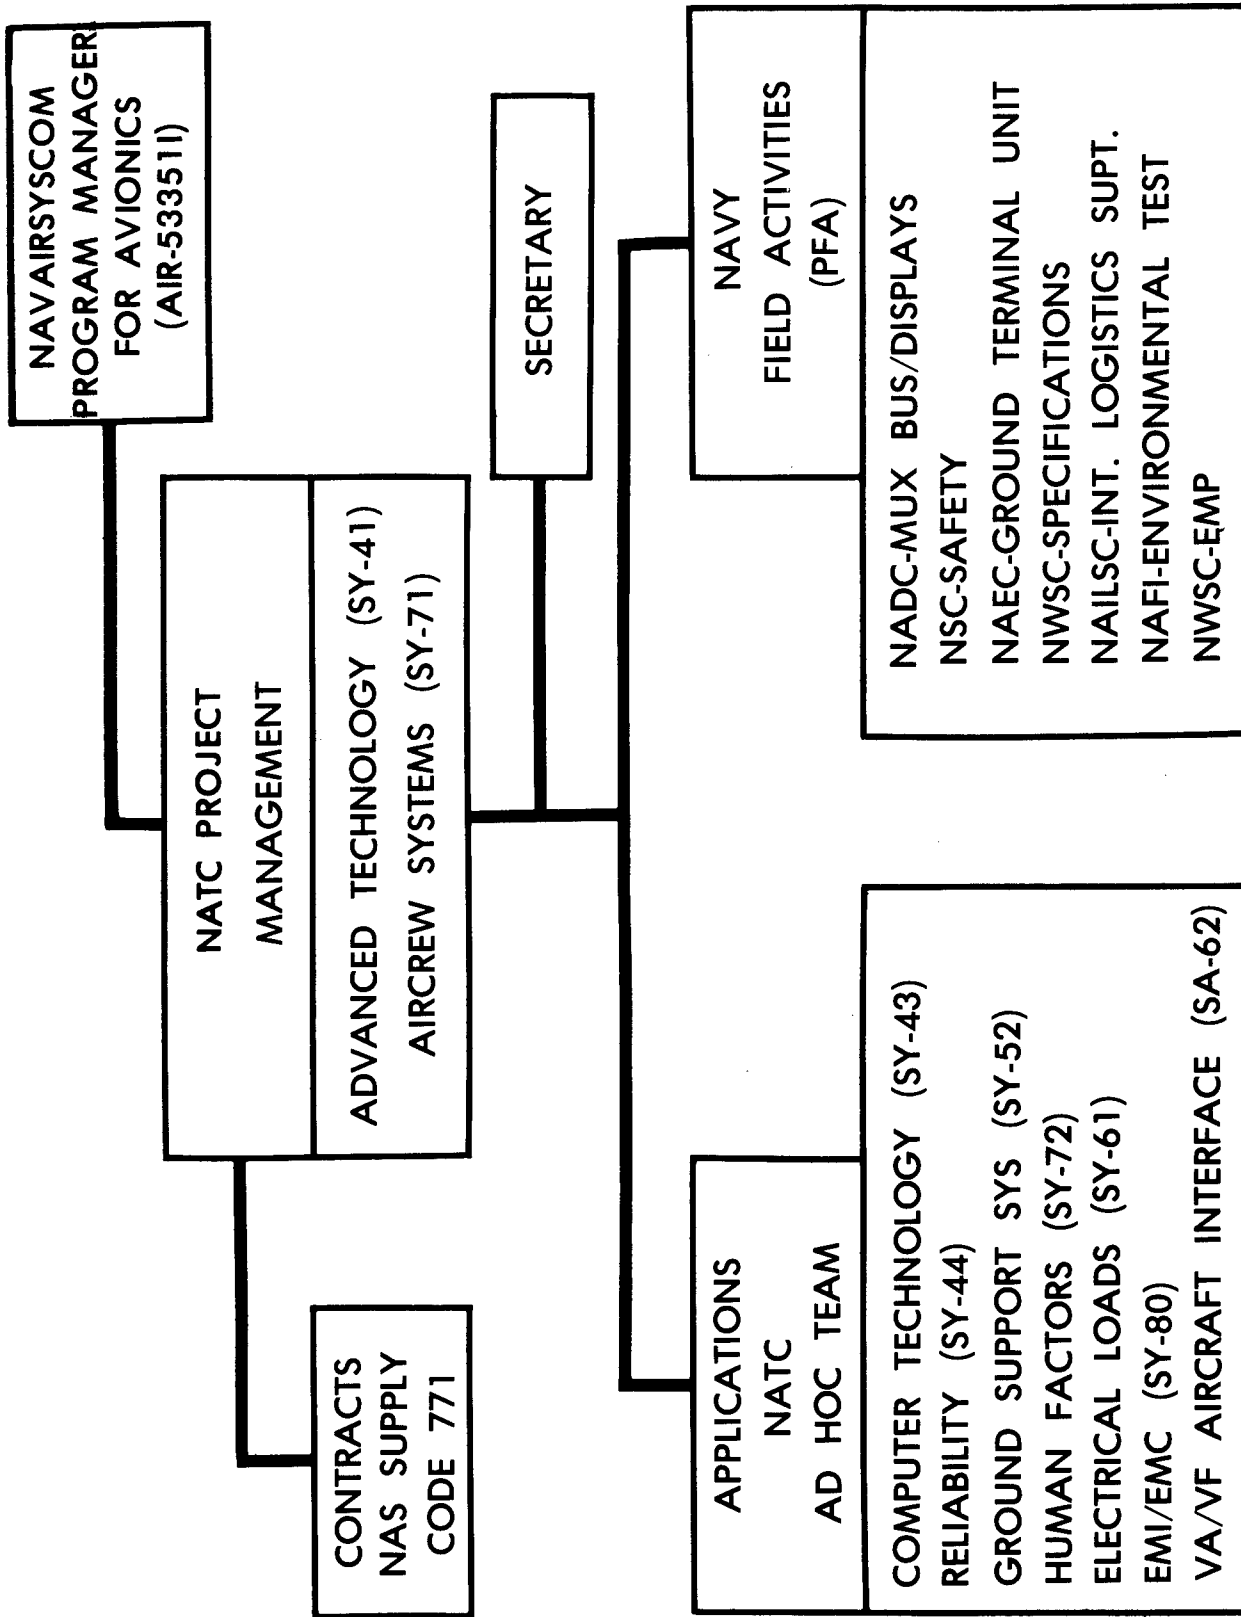 NAVAIRSYSCOM
PROGRAM MANAGER
FOR AVIONICS
(AIR-53351I)
NATC PROJECT
MANAGEMENT
ADVANCED TECHNOLOGY (SY-41)
AIRCREW SYSTEMS (SY-71)
CONTRACTS
NAS SUPPLY
CODE 771
SECRETARY
APPLICATIONS
NATC
AD HOC TEAM
COMPUTER TECHNOLOGY (SY-43)
RELIABILITY (SY-44)
GROUND SUPPORT SYS (SY-52)
HUMAN FACTORS (SY-72)
ELECTRICAL LOADS (SY-61)
EMI/EMC (SY-80)
VA/VF AIRCRAFT INTERFACE (SA-62)
NAVY
FIELD ACTIVITIES
(PFA)
NADC-MUX BUS/DISPLAYS
NSC-SAFETY
NAEC-GROUND TERMINAL UNIT
NWSC-SPECIFICATIONS
NAILSC-INT. LOGISTICS SUPT.
NAFI-ENVIRONMENTAL TEST
NWSC-EMP